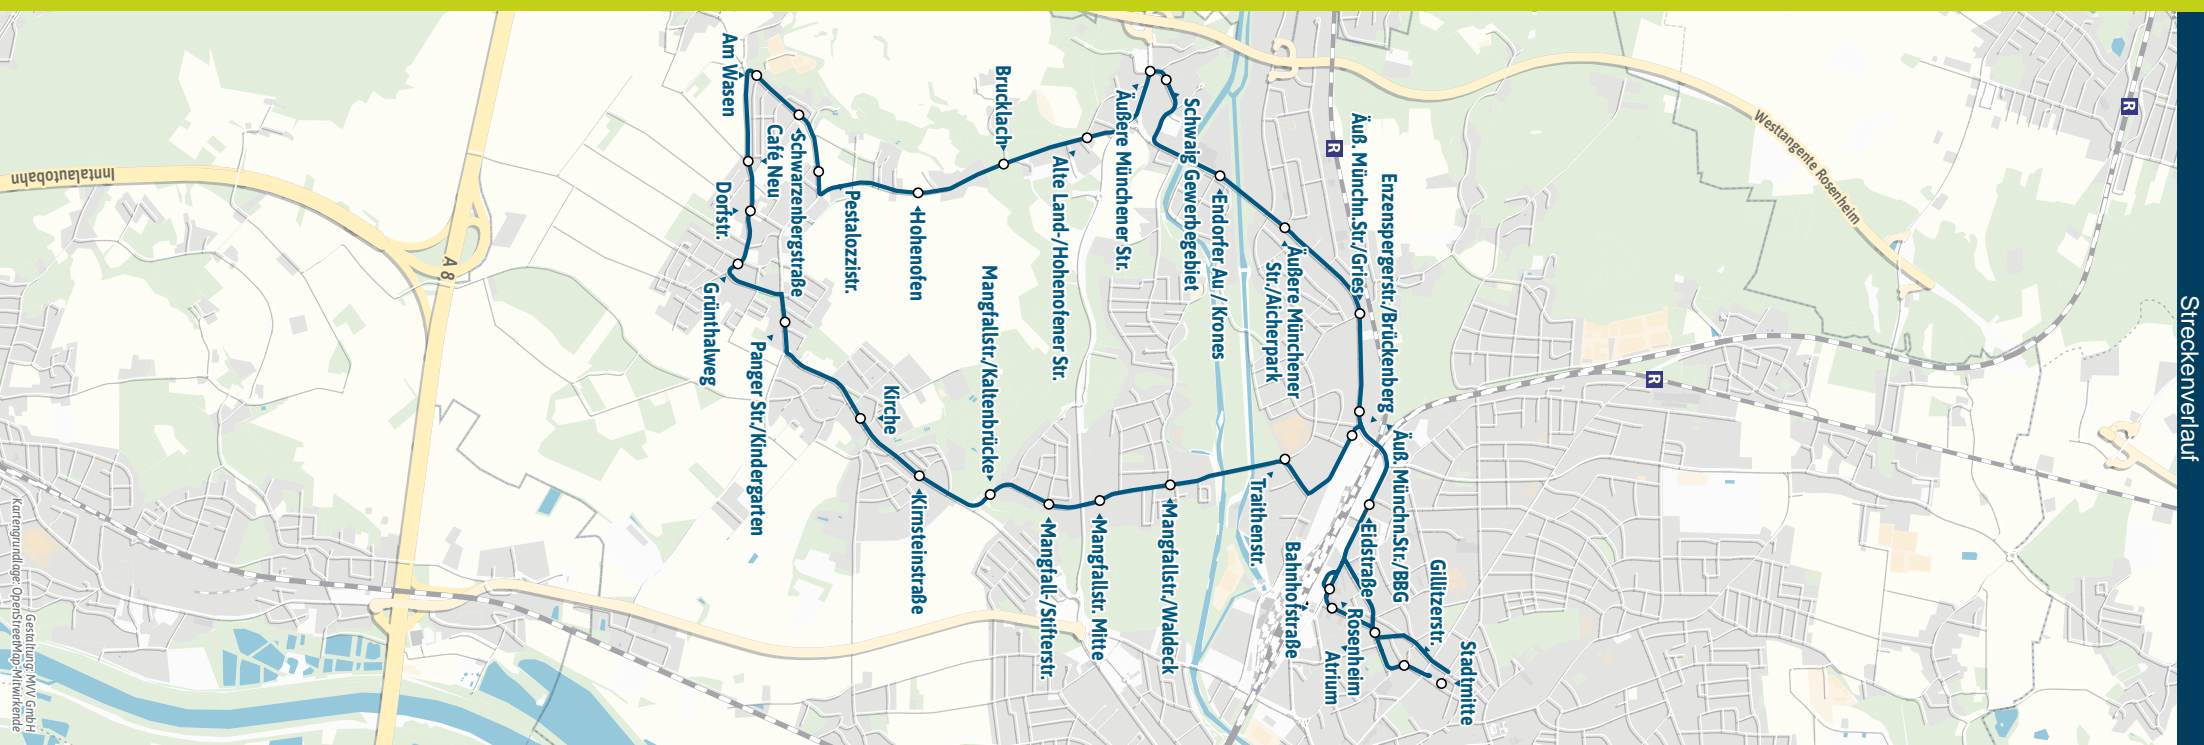 Streckenverlauf
R
R
R
Westtangente Rosenheim
Inntalautobahn
A 8
Am Wasen
Café Neu
Schwarzenbergstraße
Dorfstr.
Grünthalweg
Pestalozzistr.
Panger Str./Kindergarten
Hohenofen
Kirche
Kirnsteinstraße
Brucklach
Mangfallstr./Kaltenbrücke
Alte Land-/Hohenofener Str.
Mangfall-/Stifterstr.
Mangfallstr. Mitte
Äußere Münchener Str.
Mangfallstr./Waldeck
Schwaig Gewerbegebiet
Endorfer Au / Krones
Traithenstr.
Äußere Münchener
Str./Aicherpark
Äuß. Münchn.Str./Gries
Enzenspergerstr./Brückenberg
Äuß. Münchn.Str./BBG
Eidstraße
Bahnhofstraße
Rosenheim
Atrium
Gillitzerstr.
Stadtmitte
Gestaltung: MVV GmbH
Kartengrundlage: OpenStreetMap-Mitwirkende